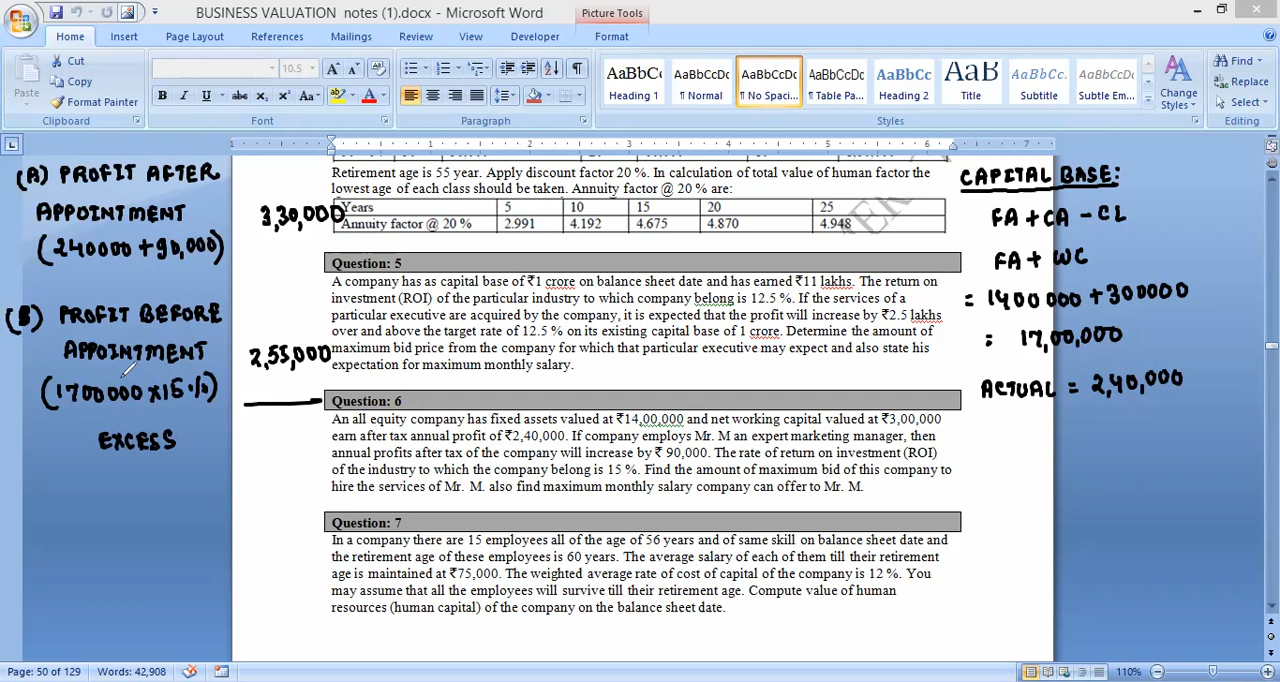 BUSINESS VALUATION notes (1).docx - Microsoft Word
Picture Tools
Home Insert Page Layout References Mailings Review View Developer Format
Paste
Cut
Copy
Format Painter
Clipboard
10.5
Font
Paragraph
AaBbCc Heading 1
AaBbCcDc ¶ Normal
AaBbCcDc ¶ No Spaci...
AaBbCcDc ¶ Table Pa...
AaBbCc Heading 2
AaB Title
AaBbCc Subtitle
AaBbCcDc Subtle Em...
Change Styles
Styles
Find
Replace
Select
Editing
(A) PROFIT AFTER
APPOINTMENT
(240000 + 90,000)
3,30,000
(B) PROFIT BEFORE
APPOINTMENT
(1700000 x 15 %)
2,55,000
EXCESS
Retirement age is 55 year. Apply discount factor 20 %. In calculation of total value of human factor the
lowest age of each class should be taken. Annuity factor @ 20 % are:
Years 5 10 15 20 25
Annuity factor @ 20 % 2.991 4.192 4.675 4.870 4.948
Question: 5
A company has as capital base of ₹1 crore on balance sheet date and has earned ₹11 lakhs. The return on
investment (ROI) of the particular industry to which company belong is 12.5 %. If the services of a
particular executive are acquired by the company, it is expected that the profit will increase by ₹2.5 lakhs
over and above the target rate of 12.5 % on its existing capital base of 1 crore. Determine the amount of
maximum bid price from the company for which that particular executive may expect and also state his
expectation for maximum monthly salary.
Question: 6
An all equity company has fixed assets valued at ₹14,00,000 and net working capital valued at ₹3,00,000
earn after tax annual profit of ₹2,40,000. If company employs Mr. M an expert marketing manager, then
annual profits after tax of the company will increase by ₹ 90,000. The rate of return on investment (ROI)
of the industry to which the company belong is 15 %. Find the amount of maximum bid of this company to
hire the services of Mr. M. also find maximum monthly salary company can offer to Mr. M.
Question: 7
In a company there are 15 employees all of the age of 56 years and of same skill on balance sheet date and
the retirement age of these employees is 60 years. The average salary of each of them till their retirement
age is maintained at ₹75,000. The weighted average rate of cost of capital of the company is 12 %. You
may assume that all the employees will survive till their retirement age. Compute value of human
resources (human capital) of the company on the balance sheet date.
CAPITAL BASE:
FA + CA - CL
FA + WC
= 1400000 + 300000
= 17,00,000
ACTUAL = 2,40,000
Page: 50 of 129 Words: 42,908 110%